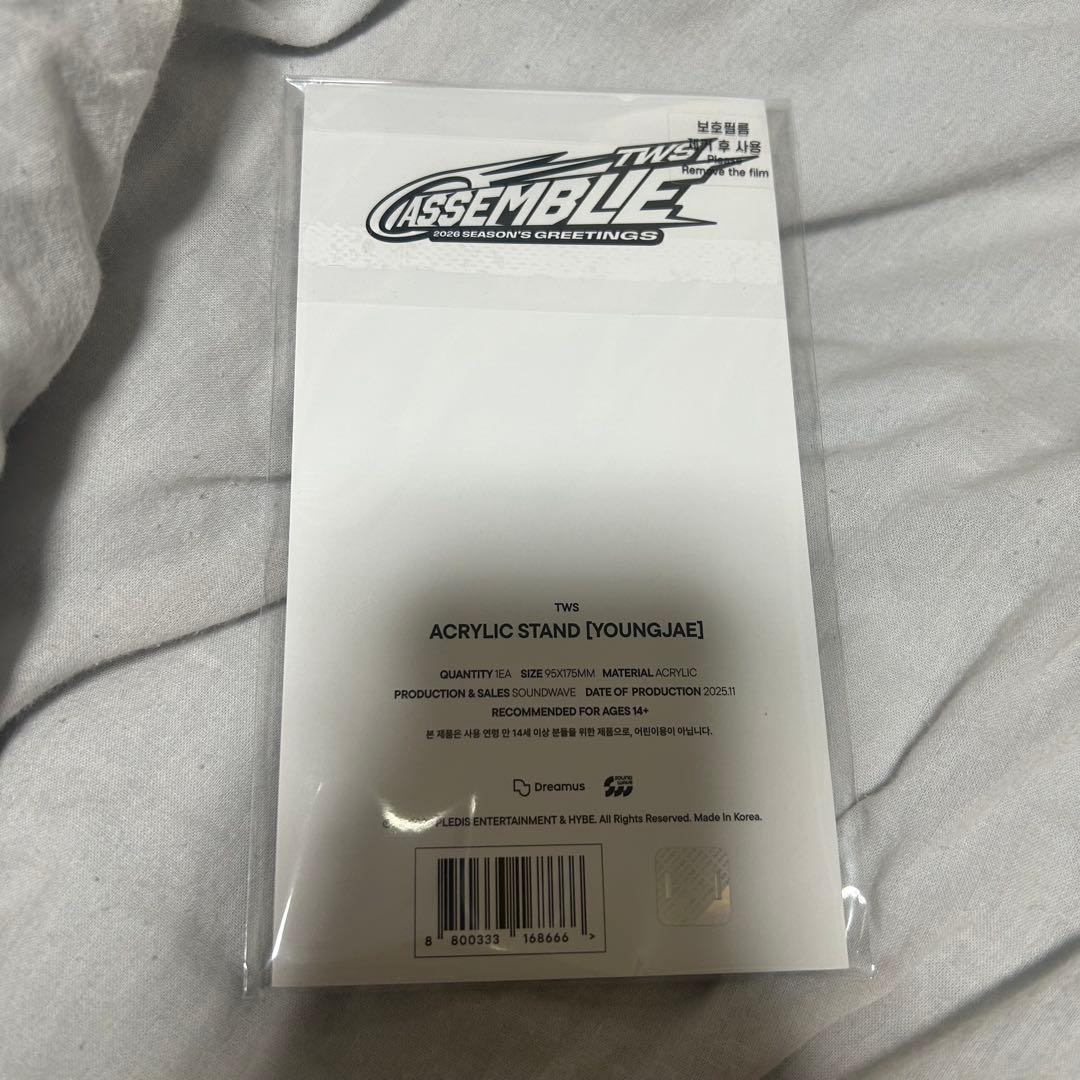 보호필름
제거 후 사용
Please
Remove the film
TWS
ASSEMBLE
2026 SEASON'S GREETINGS
TWS
ACRYLIC STAND [YOUNGJAE]
QUANTITY 1EA SIZE 95X175MM MATERIAL ACRYLIC
PRODUCTION & SALES SOUNDWAVE DATE OF PRODUCTION 2025.11
RECOMMENDED FOR AGES 14+
본 제품은 사용 연령 만 14세 이상 분들을 위한 제품으로, 어린이용이 아닙니다.
Dreamus SOUND WAVE
PLEDIS ENTERTAINMENT & HYBE. All Rights Reserved. Made In Korea.
8 800333 168666 >